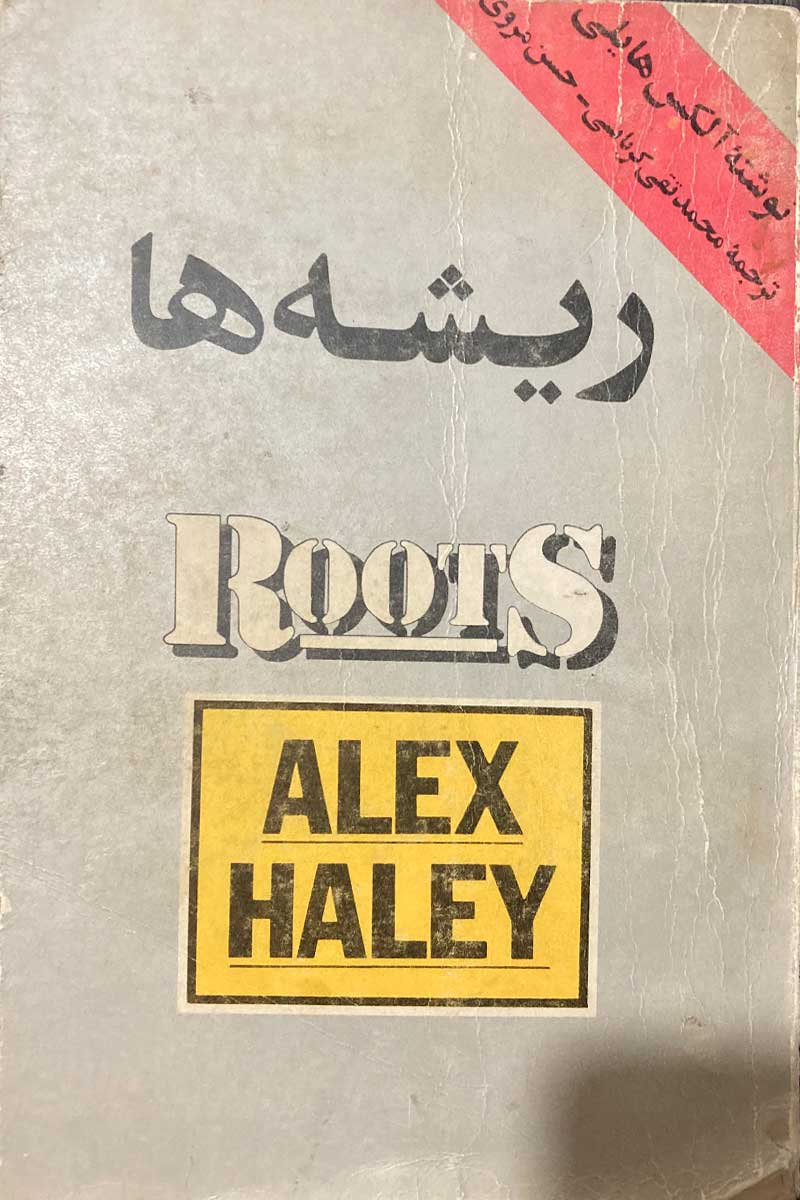 نوشتهٔ آلکس هایلی
ترجمهٔ محمدتقی کرباسی - حسن مروی
ریشه‌ها
ROOTS
ALEX
HALEY